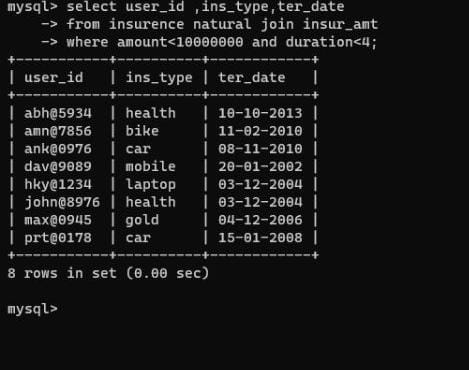 mysql> select user_id ,ins_type,ter_date
    -> from insurence natural join insur_amt
    -> where amount<10000000 and duration<4;
+-----------+----------+------------+
| user_id   | ins_type | ter_date   |
+-----------+----------+------------+
| abh@5934  | health   | 10-10-2013 |
| amn@7856  | bike     | 11-02-2010 |
| ank@0976  | car      | 08-11-2010 |
| dav@9089  | mobile   | 20-01-2002 |
| hky@1234  | laptop   | 03-12-2004 |
| john@8976 | health   | 03-12-2004 |
| max@0945  | gold     | 04-12-2006 |
| prt@0178  | car      | 15-01-2008 |
+-----------+----------+------------+
8 rows in set (0.00 sec)
mysql>